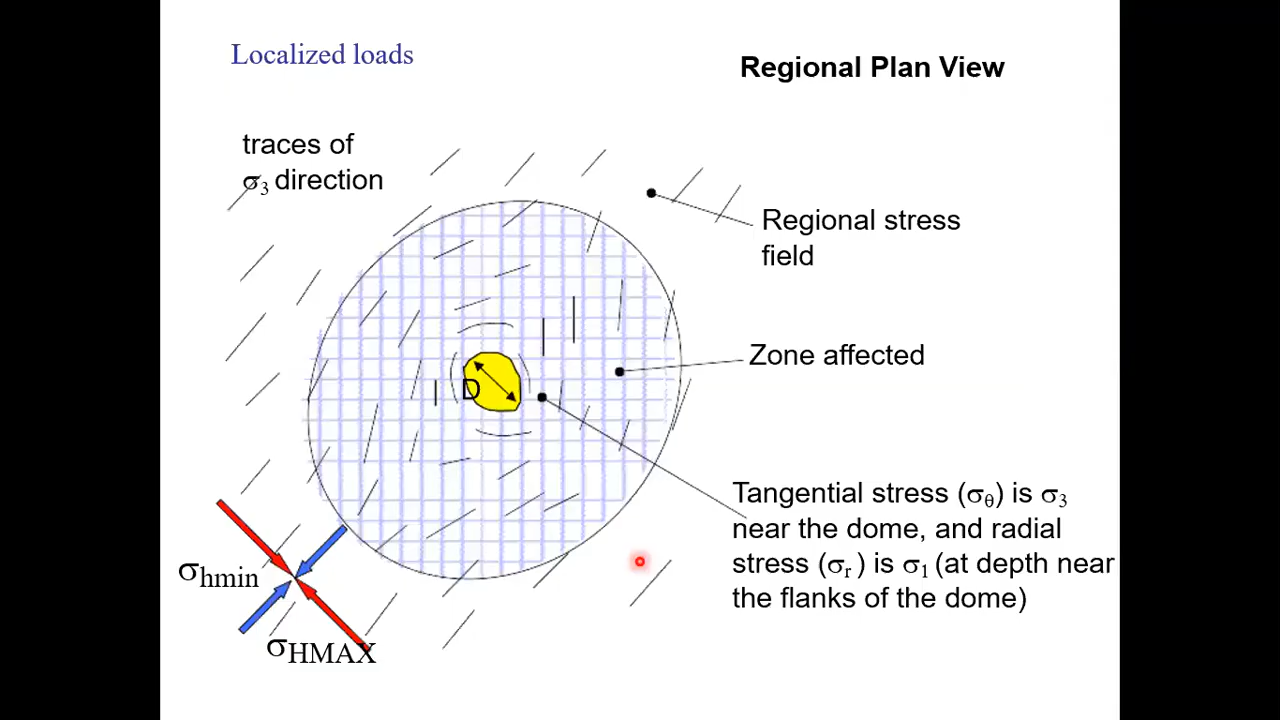 Localized loads
Regional Plan View
traces of
σ3 direction
Regional stress
field
Zone affected
D
Tangential stress (σθ) is σ3
near the dome, and radial
stress (σr ) is σ1 (at depth near
the flanks of the dome)
σhmin
σHMAX